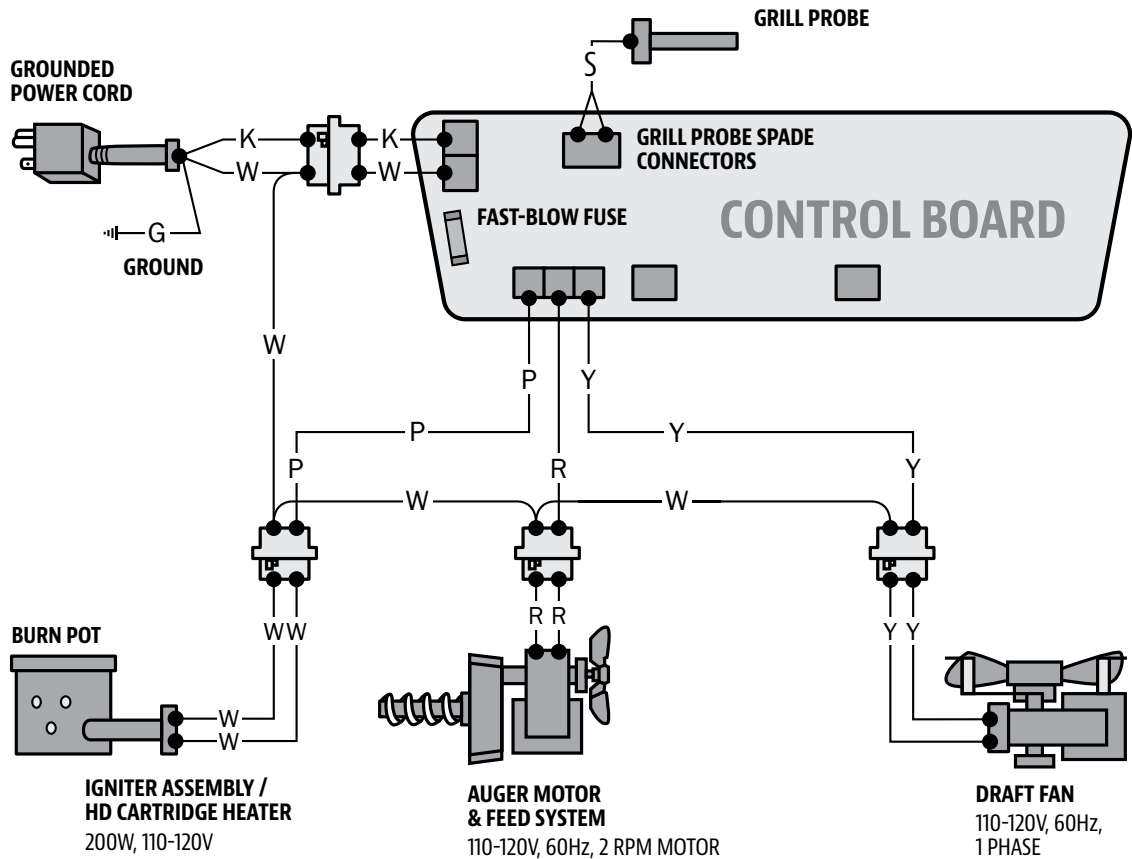 GRILL PROBE
GROUNDED
POWER CORD
S
K
K
GRILL PROBE SPADE
CONNECTORS
W
W
FAST-BLOW FUSE
CONTROL BOARD
G
GROUND
W
P
Y
P
Y
P
R
Y
W
W
R R
BURN POT
W W
Y Y
W
W
IGNITER ASSEMBLY /
HD CARTRIDGE HEATER
200W, 110-120V
AUGER MOTOR
& FEED SYSTEM
110-120V, 60Hz, 2 RPM MOTOR
DRAFT FAN
110-120V, 60Hz,
1 PHASE